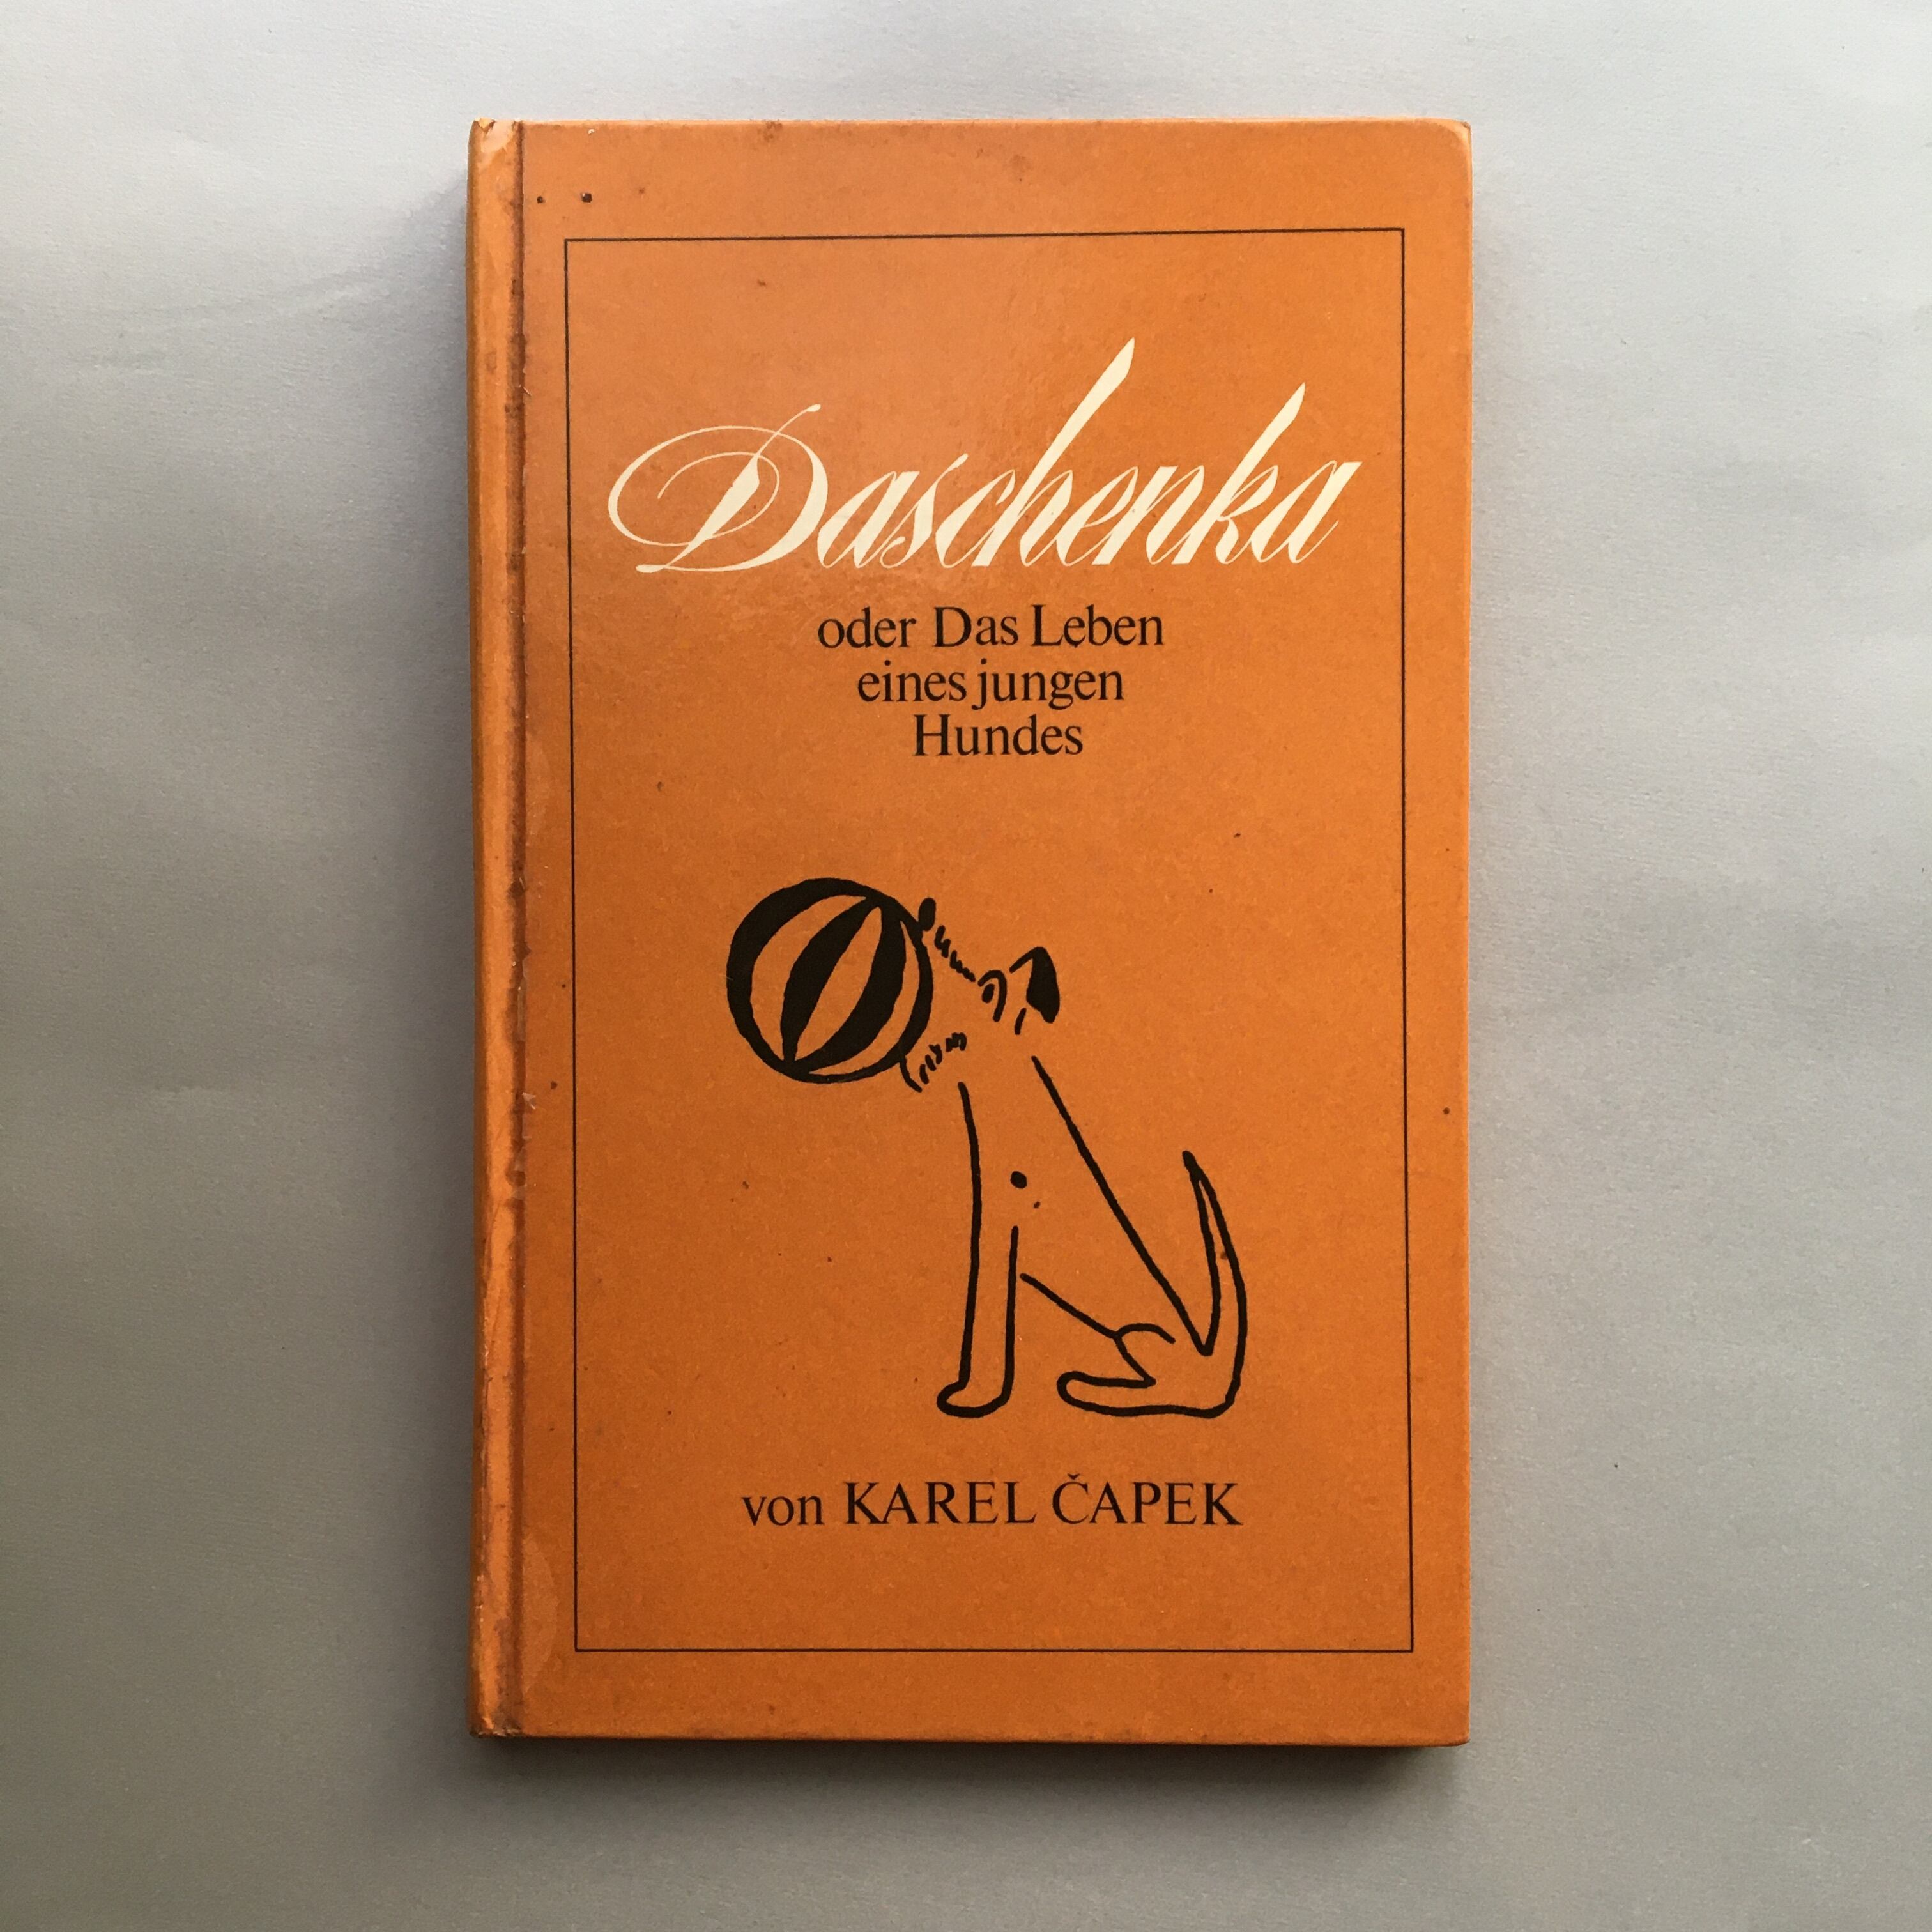 Daschenka
oder Das Leben
eines jungen
Hundes
von KAREL ČAPEK